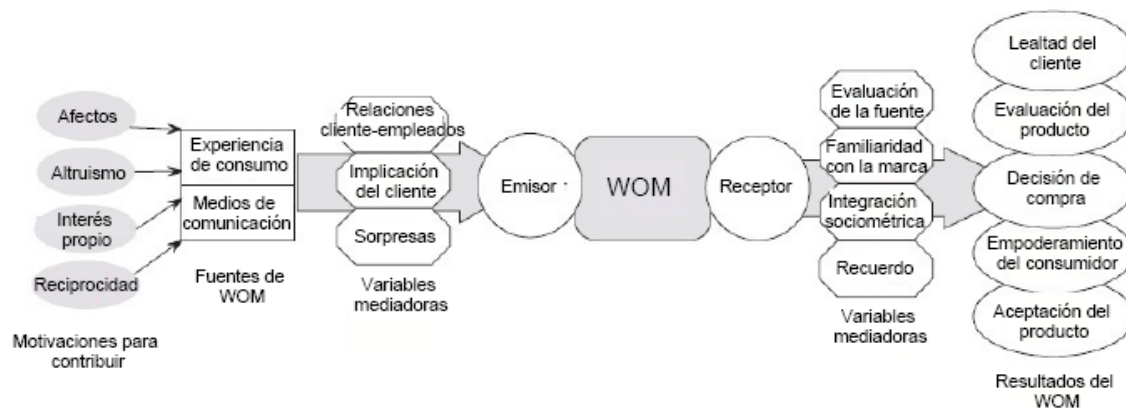 Afectos
Altruismo
Interés
propio
Reciprocidad
Motivaciones para
contribuir
Experiencia
de consumo
Medios de
comunicación
Fuentes de
WOM
Relaciones
cliente-empleados
Implicación
del cliente
Sorpresas
Variables
mediadoras
Emisor
WOM
Receptor
Evaluación
de la fuente
Familiaridad
con la marca
Integración
sociométrica
Recuerdo
Variables
mediadoras
Lealtad del
cliente
Evaluación del
producto
Decisión de
compra
Empoderamiento
del consumidor
Aceptación del
producto
Resultados del
WOM